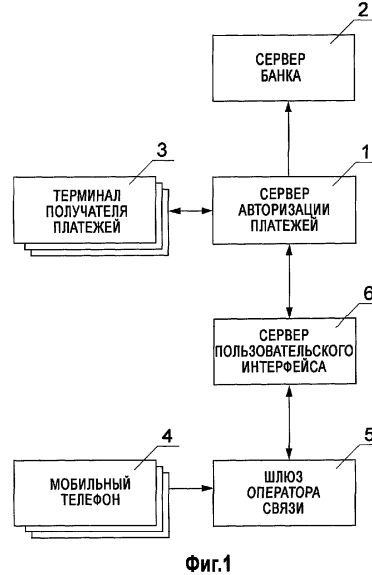 2
СЕРВЕР
БАНКА
3
1
ТЕРМИНАЛ
ПОЛУЧАТЕЛЯ
ПЛАТЕЖЕЙ
СЕРВЕР
АВТОРИЗАЦИИ
ПЛАТЕЖЕЙ
6
СЕРВЕР
ПОЛЬЗОВАТЕЛЬСКОГО
ИНТЕРФЕЙСА
4
5
МОБИЛЬНЫЙ
ТЕЛЕФОН
ШЛЮЗ
ОПЕРАТОРА
СВЯЗИ
Фиг.1